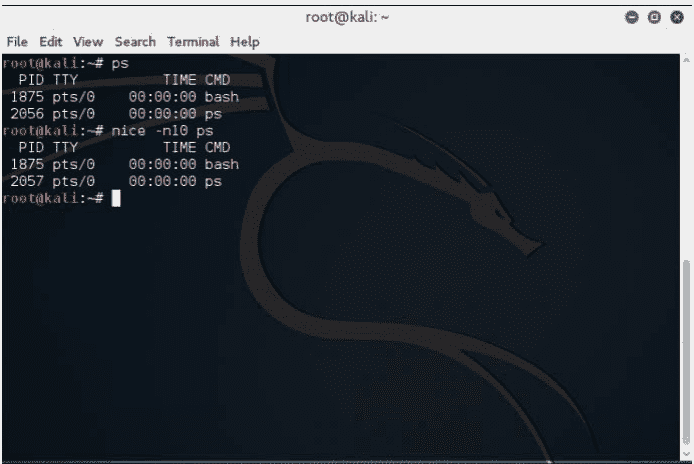 root@kali: ~
File Edit View Search Terminal Help
root@kali:~# ps
  PID TTY          TIME CMD
 1875 pts/0    00:00:00 bash
 2056 pts/0    00:00:00 ps
root@kali:~# nice -n10 ps
  PID TTY          TIME CMD
 1875 pts/0    00:00:00 bash
 2057 pts/0    00:00:00 ps
root@kali:~#